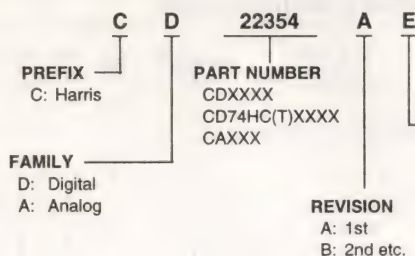 C D 22354 A E
PREFIX
C: Harris
PART NUMBER
CDXXXX
CD74HC(T)XXXX
CAXXX
FAMILY
D: Digital
A: Analog
REVISION
A: 1st
B: 2nd etc.